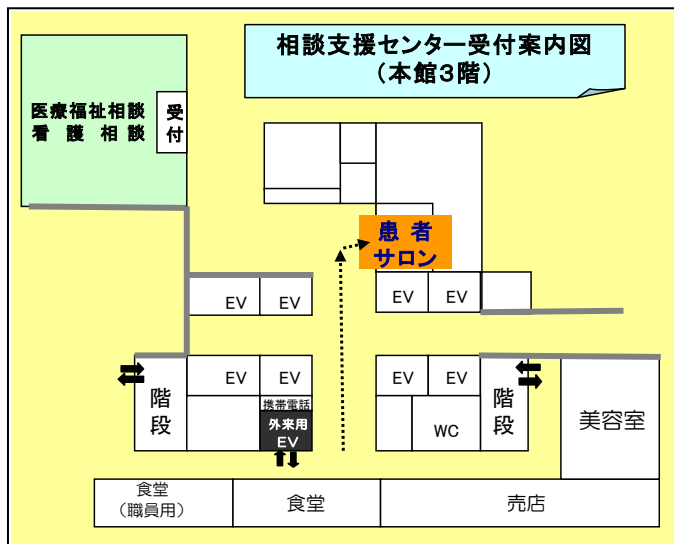 相談支援センター受付案内図
（本館３階）
医療福祉相談
看護相談
受付
患者
サロン
EV
EV
EV
EV
EV
EV
EV
EV
携帯電話
外来用
EV
階段
WC
階段
美容室
食堂
（職員用）
食堂
売店